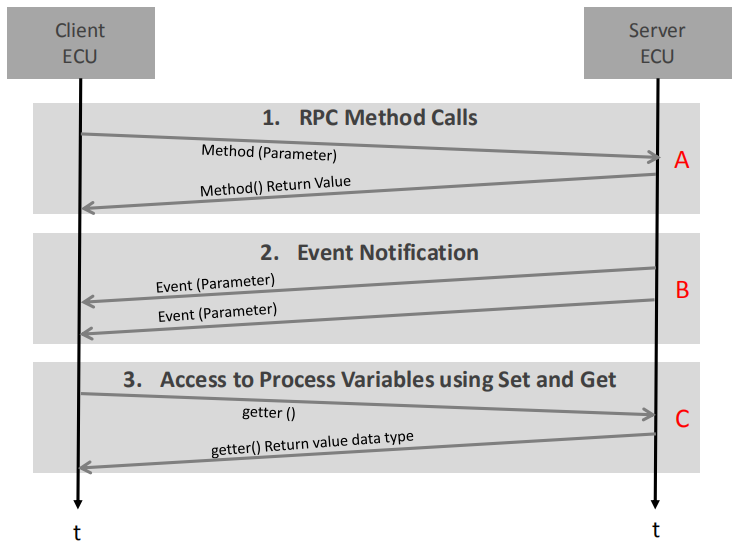 Client
ECU
Server
ECU
1. RPC Method Calls
Method (Parameter)
A
Method() Return Value
2. Event Notification
Event (Parameter)
B
Event (Parameter)
3. Access to Process Variables using Set and Get
getter ()
C
getter() Return value data type
t
t